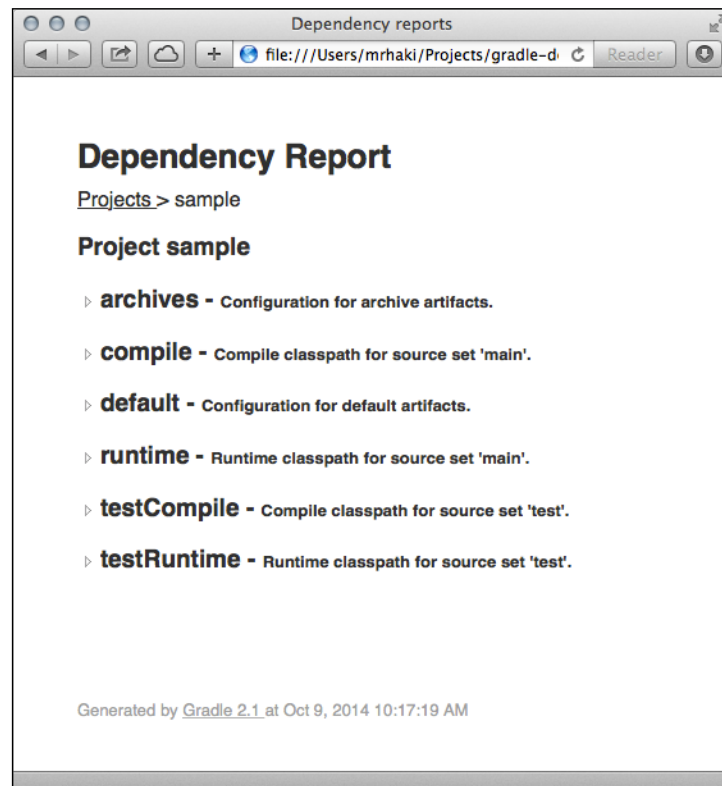 Dependency reports
file:///Users/mrhaki/Projects/gradle-d
Reader
Dependency Report
Projects > sample
Project sample
archives - Configuration for archive artifacts.
compile - Compile classpath for source set 'main'.
default - Configuration for default artifacts.
runtime - Runtime classpath for source set 'main'.
testCompile - Compile classpath for source set 'test'.
testRuntime - Runtime classpath for source set 'test'.
Generated by Gradle 2.1 at Oct 9, 2014 10:17:19 AM